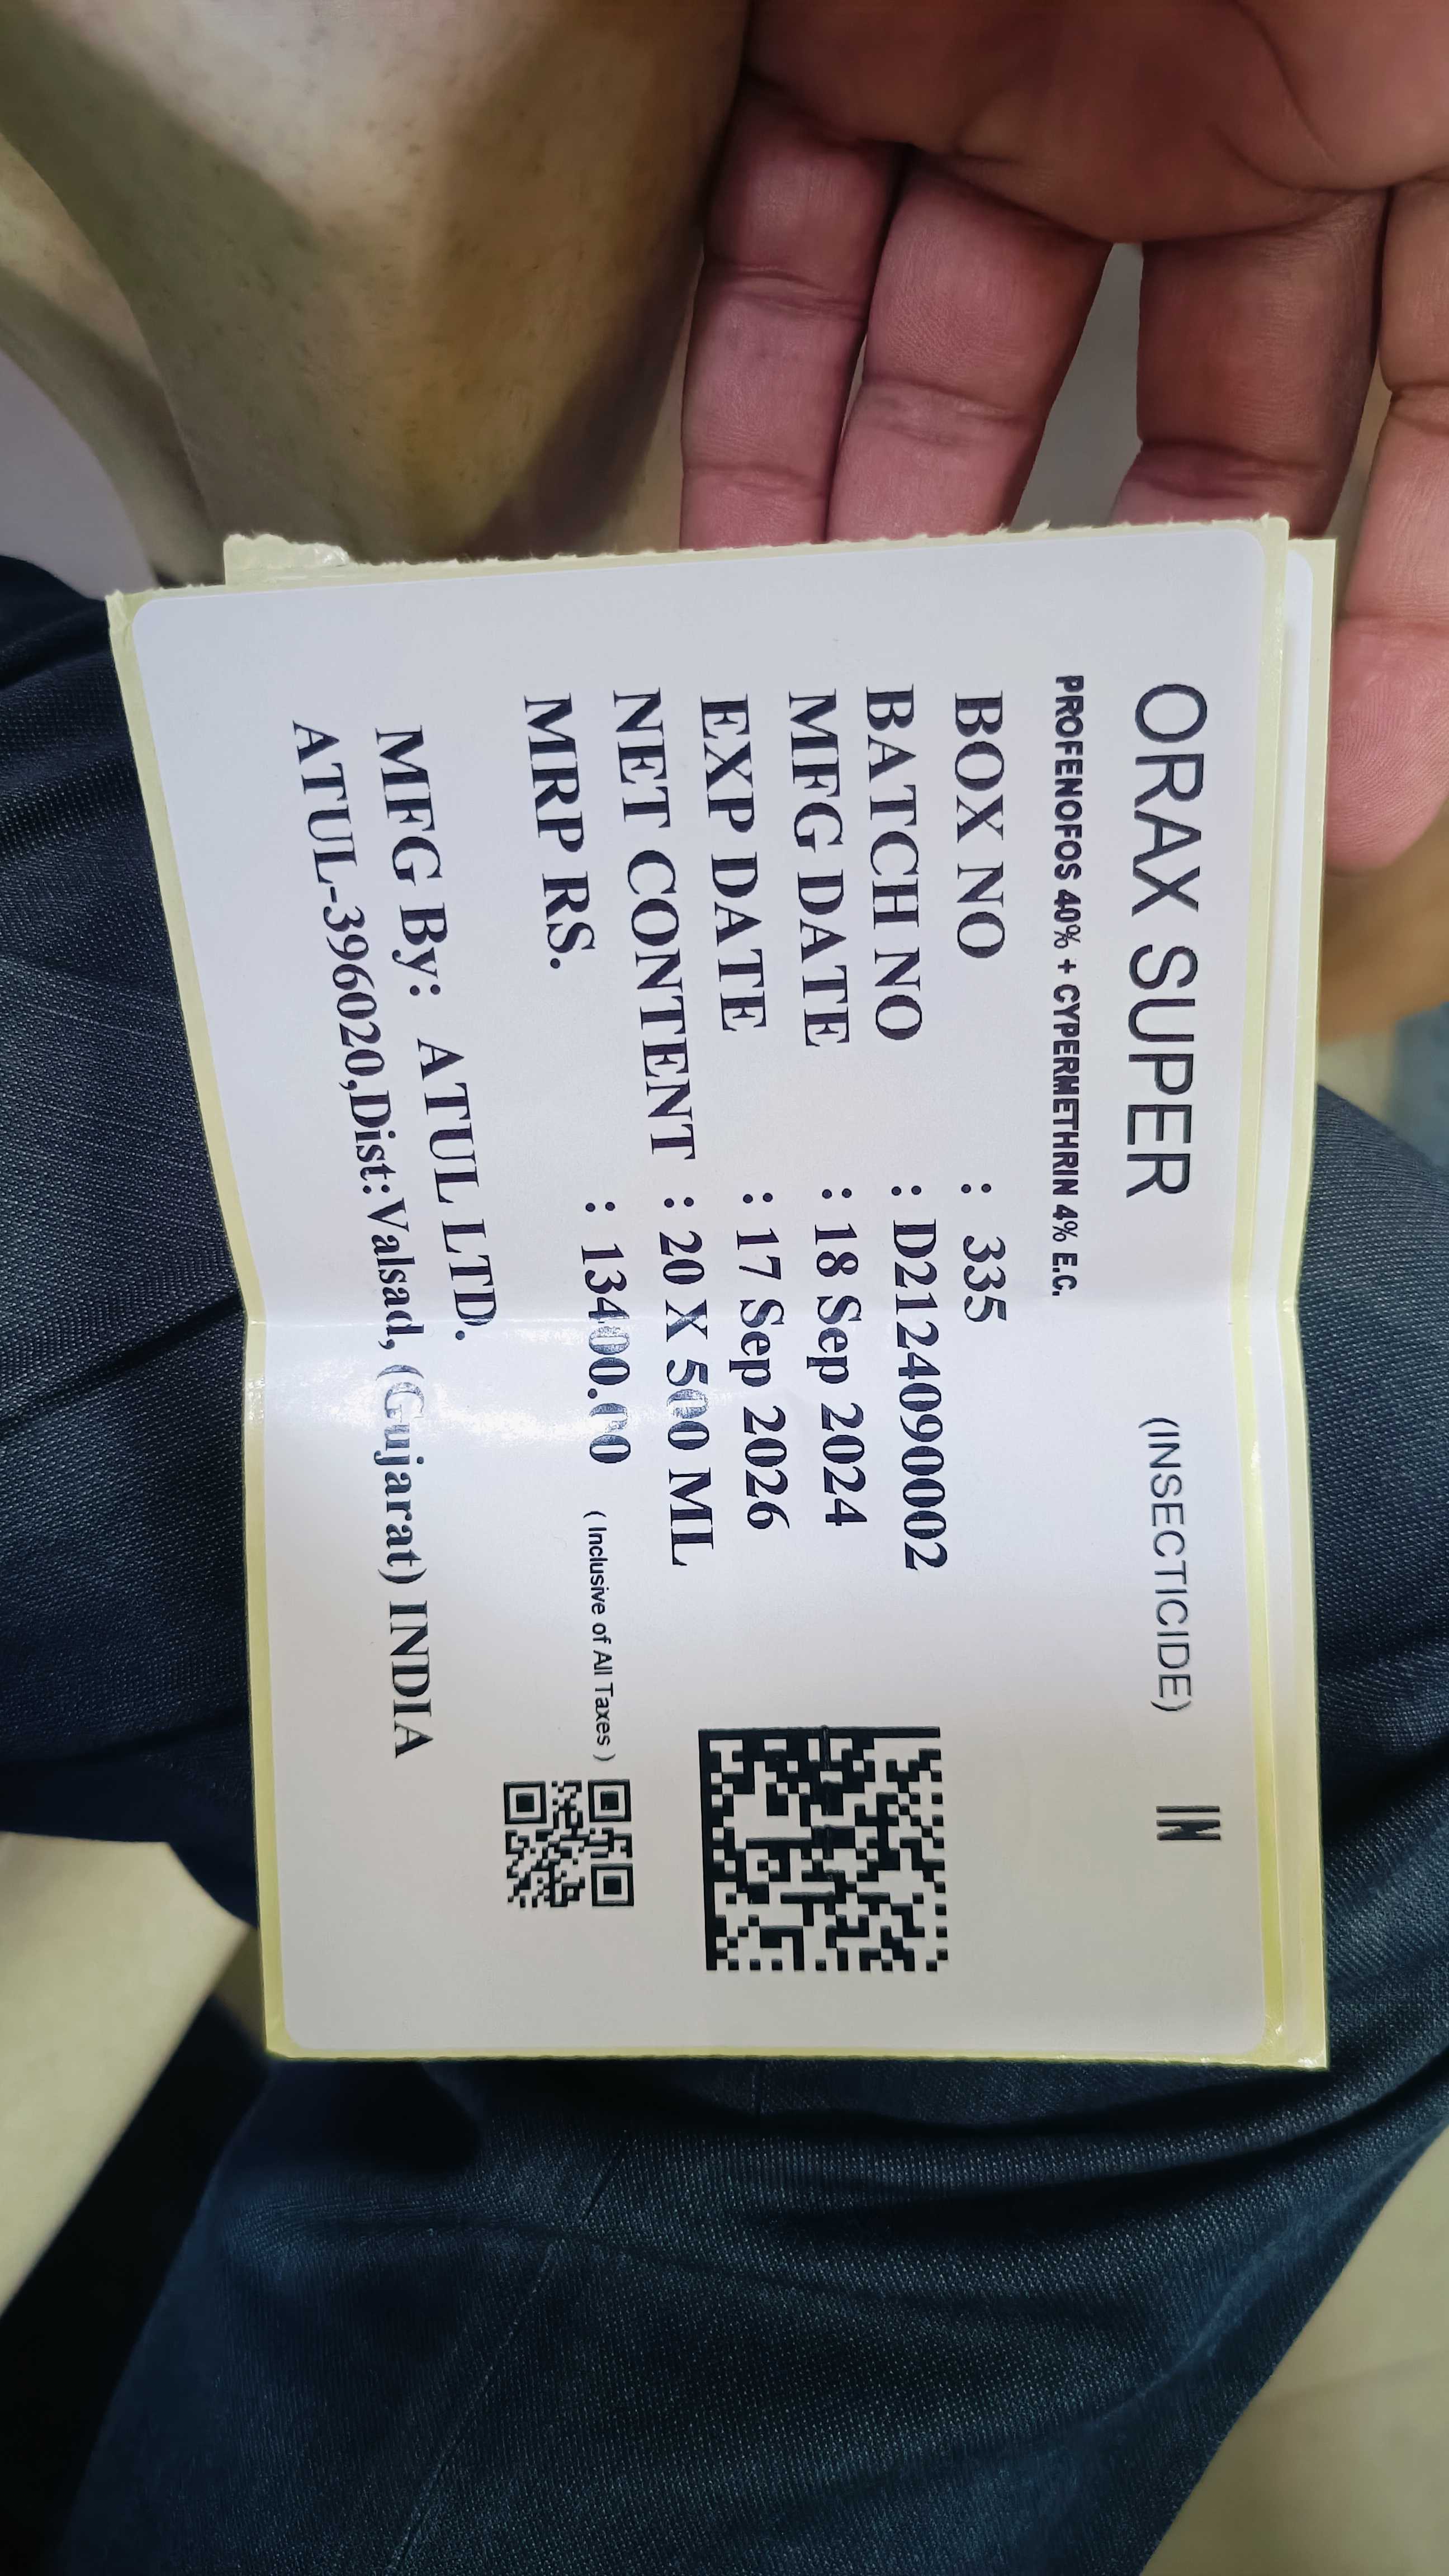 ORAX SUPER (INSECTICIDE) IN
PROFENOFOS 40% + CYPERMETHRIN 4% E.C.
BOX NO : 335
BATCH NO : D2124090002
MFG DATE : 18 Sep 2024
EXP DATE : 17 Sep 2026
NET CONTENT : 20 X 500 ML
MRP RS. : 13400.00 ( Inclusive of All Taxes )
MFG By: ATUL LTD.
ATUL-396020,Dist:Valsad, (Gujarat) INDIA